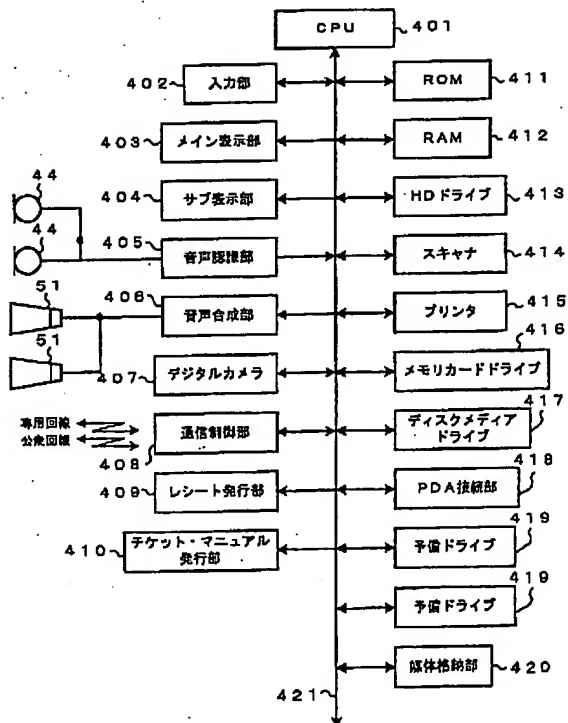 CPU
401
402
入力部
ROM
411
403
メイン表示部
RAM
412
44
404
サブ表示部
HDドライブ
413
44
405
音声認識部
スキャナ
414
51
406
音声合成部
プリンタ
415
51
407
デジタルカメラ
416
メモリカードドライブ
専用回線
公衆回線
通信制御部
408
417
ディスクメディア
ドライブ
409
レシート発行部
418
PDA接続部
410
チケット・マニュアル
発行部
419
予備ドライブ
419
予備ドライブ
421
媒体格納部
420